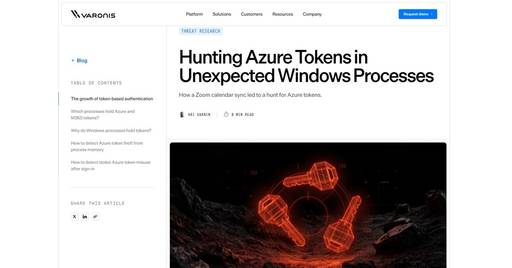 VARONIS
Platform Solutions Customers Resources Company
Request demo
THREAT RESEARCH
Hunting Azure Tokens in
Unexpected Windows Processes
How a Zoom calendar sync led to a hunt for Azure tokens.
8 MIN READ
Blog
TABLE OF CONTENTS
The growth of token-based authentication
Which processes hold Azure and
M365 tokens?
Why do Windows processes hold tokens?
How to detect Azure token theft from
process memory
How to detect stolen Azure token misuse
after sign-in
SHARE THIS ARTICLE